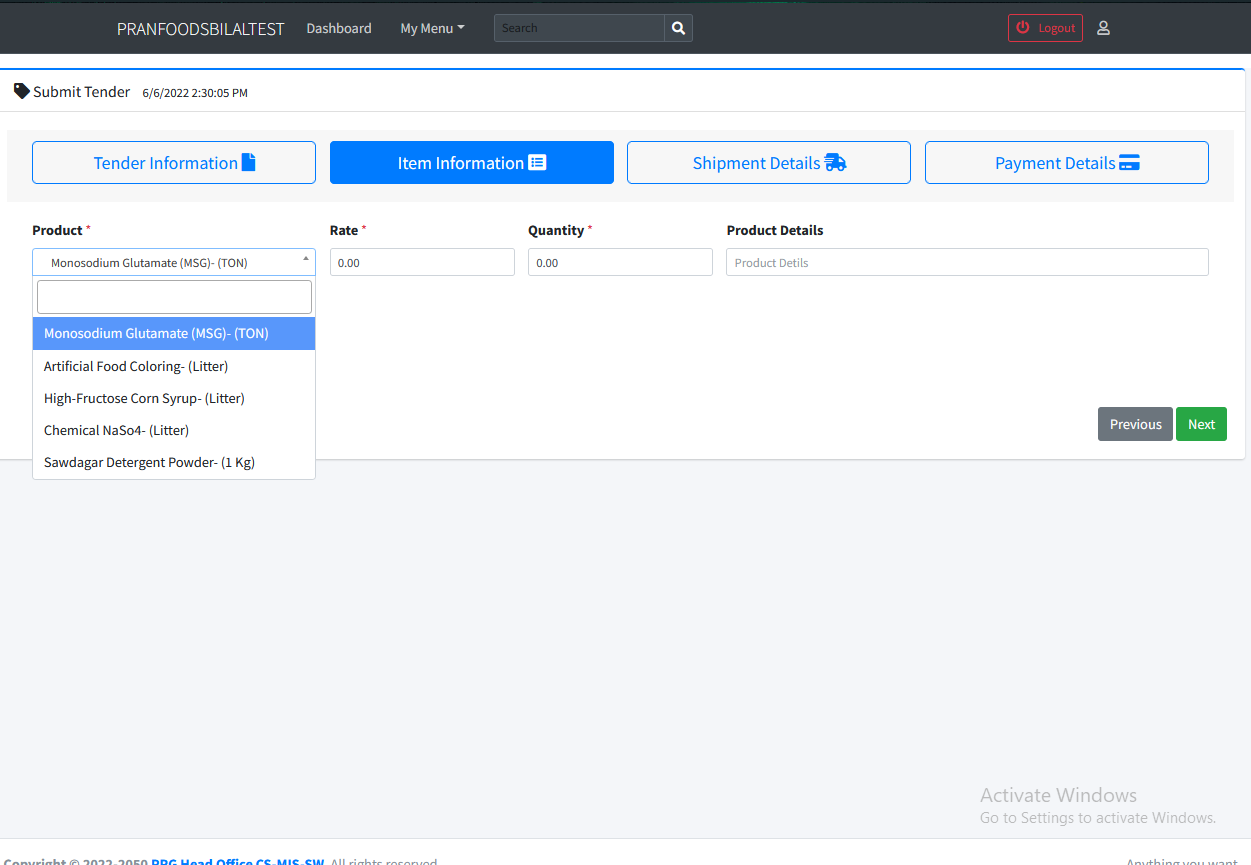 PRANFOODSBILALTEST Dashboard My Menu Search Logout
Submit Tender 6/6/2022 2:30:05 PM
Tender Information Item Information Shipment Details Payment Details
Product * Rate * Quantity * Product Details
Monosodium Glutamate (MSG)- (TON) 0.00 0.00 Product Detils
Monosodium Glutamate (MSG)- (TON)
Artificial Food Coloring- (Litter)
High-Fructose Corn Syrup- (Litter)
Previous Next
Chemical NaSo4- (Litter)
Sawdagar Detergent Powder- (1 Kg)
Activate Windows
Go to Settings to activate Windows.
Copyright © 2022-2050 PRG Head Office CS-MIS-SW. All rights reserved. Anything you want